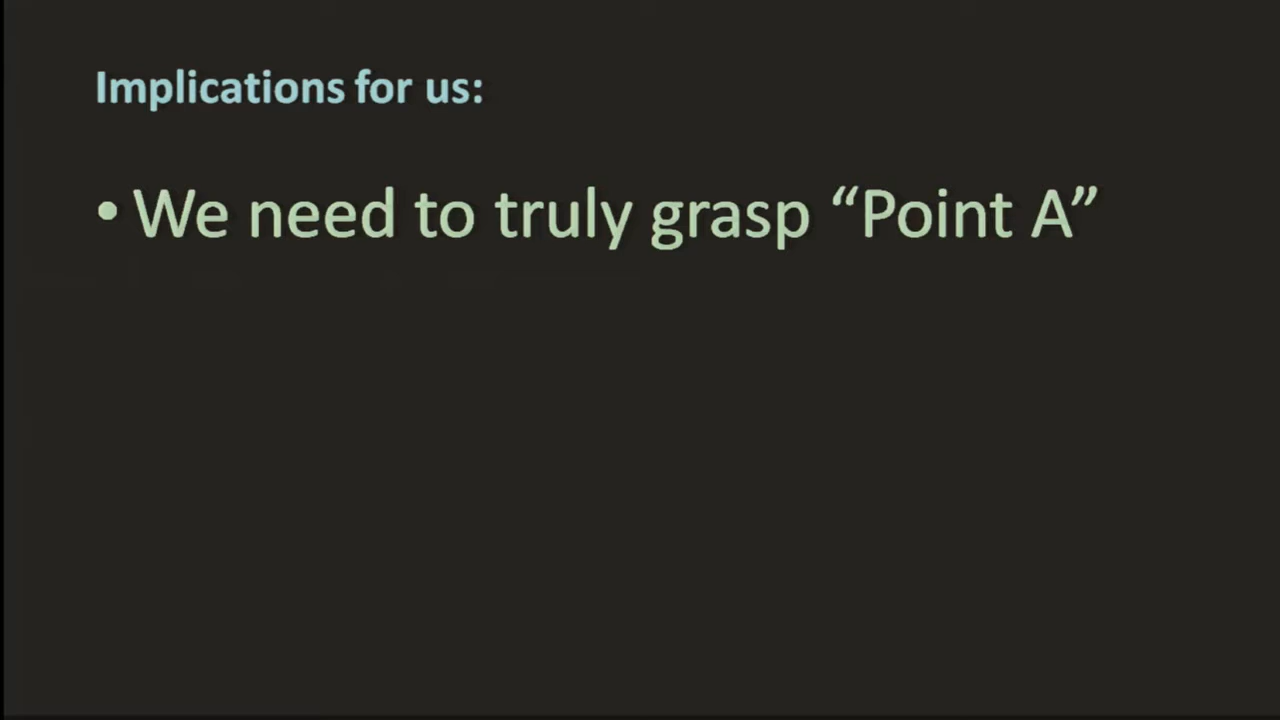 Implications for us:
• We need to truly grasp “Point A”